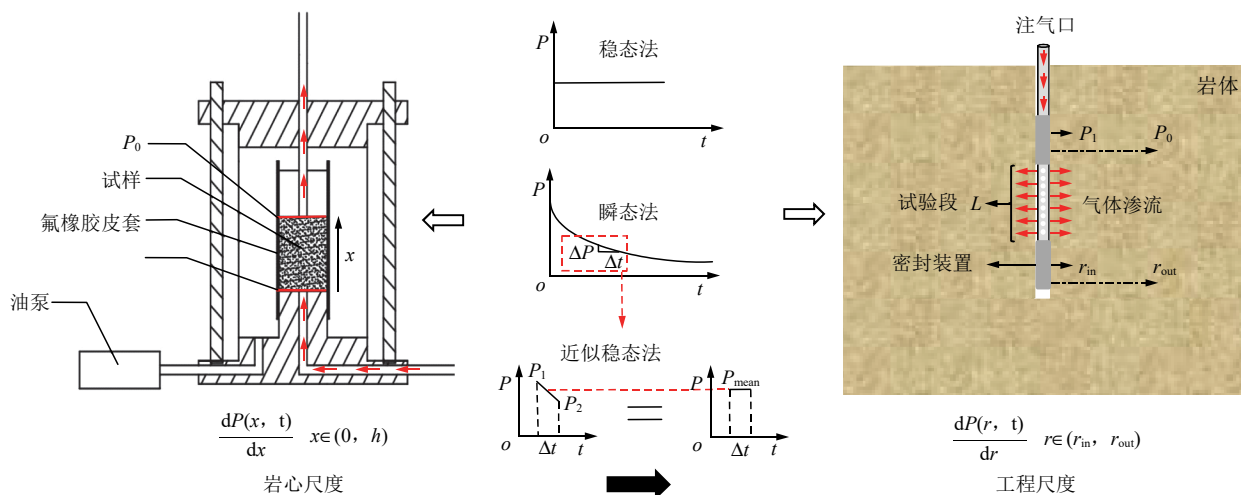 P₀
试样
氟橡胶皮套
油泵
x
dP(x, t)
dx
x∈(0, h)
岩心尺度
P
稳态法
o
t
P
瞬态法
ΔP
Δt
o
t
近似稳态法
P
P₁
P₂
o
Δt
t
P
Pmean
o
Δt
t
注气口
岩体
P₁
P₀
试验段
L
气体渗流
密封装置
rin
rout
dP(r, t)
dr
r∈(rin, rout)
工程尺度